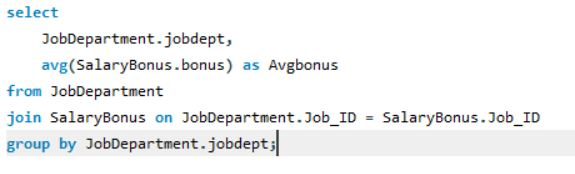 select
JobDepartment.jobdept,
avg(SalaryBonus.bonus) as Avgbonus
from JobDepartment
join SalaryBonus on JobDepartment.Job_ID = SalaryBonus.Job_ID
group by JobDepartment.jobdept;